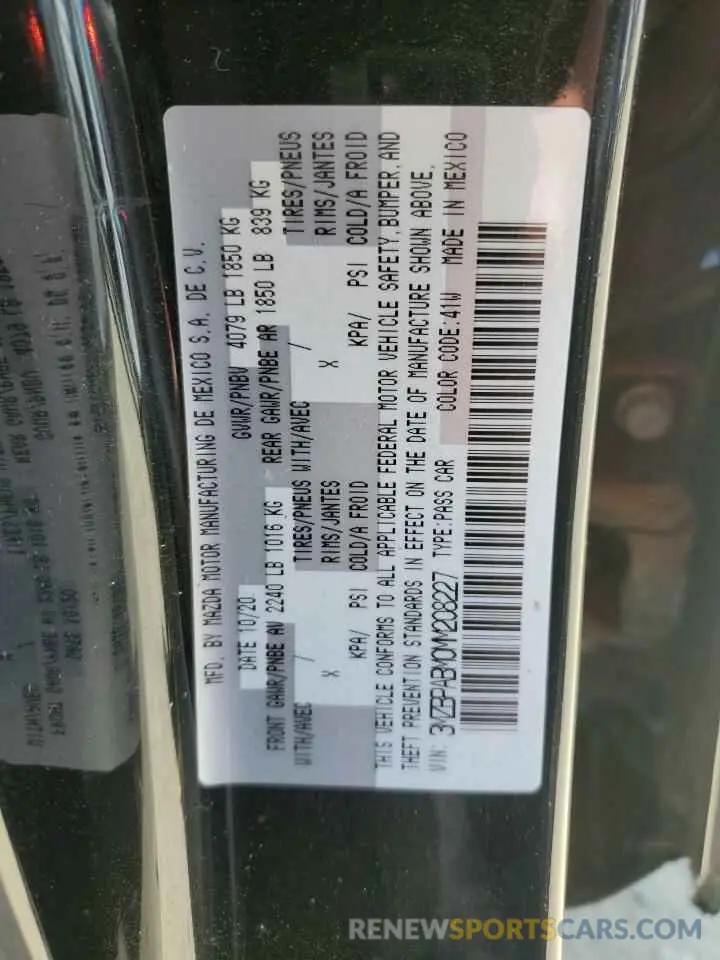 MFD. BY MAZDA MOTOR MANUFACTURING DE MEXICO S.A. DE C.V.
DATE 10/20 GVWR/PNBV 4079 LB 1850 KG
FRONT GAWR/PNBE AV 2240 LB 1016 KG REAR GAWR/PNBE AR 1850 LB 839 KG
WITH/AVEC / TIRES/PNEUS WITH/AVEC / TIRES/PNEUS
X RIMS/JANTES X RIMS/JANTES
KPA/ PSI COLD/A FROID KPA/ PSI COLD/A FROID
THIS VEHICLE CONFORMS TO ALL APPLICABLE FEDERAL MOTOR VEHICLE SAFETY, BUMPER, AND
THEFT PREVENTION STANDARDS IN EFFECT ON THE DATE OF MANUFACTURE SHOWN ABOVE.
VIN: 3MZBPABM0MM208227 TYPE:PASS CAR COLOR CODE:41W MADE IN MEXICO
RENEWSPORTSCARS.COM